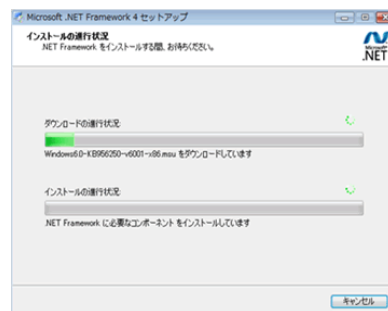 Microsoft .NET Framework 4 セットアップ
インストールの進行状況
.NET Framework をインストールする間、お待ちください。
Microsoft
.NET
ダウンロードの進行状況:
Windows6.0-KB956250-v6001-x86.msu をダウンロードしています
インストールの進行状況:
.NET Framework に必要なコンポーネント をインストールしています
キャンセル